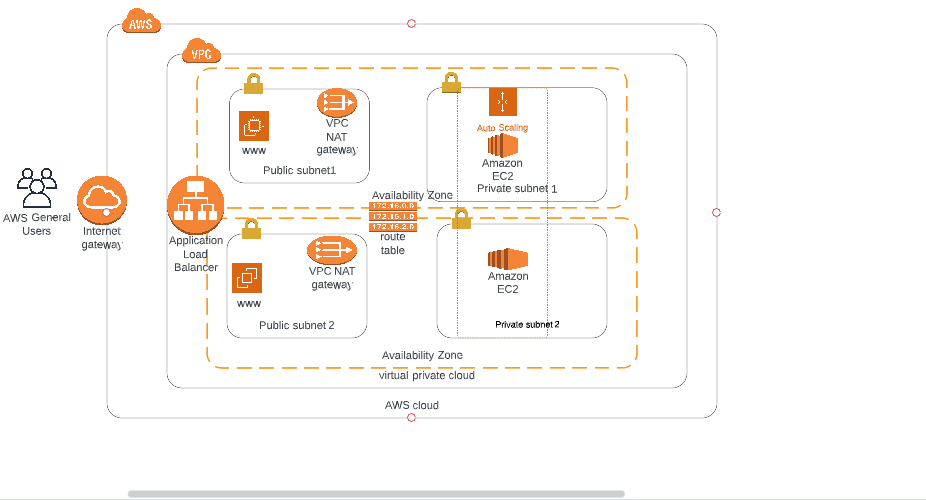 AWS
VPC
VPC
NAT
gateway
www
Public subnet1
Auto Scaling
Amazon
EC2
Private subnet 1
Availability Zone
172.16.0.0
172.16.1.0
172.16.2.0
route
table
AWS General
Users
Internet
gateway
Application
Load
Balancer
VPC NAT
gateway
www
Public subnet 2
Amazon
EC2
Private subnet 2
Availability Zone
virtual private cloud
AWS cloud